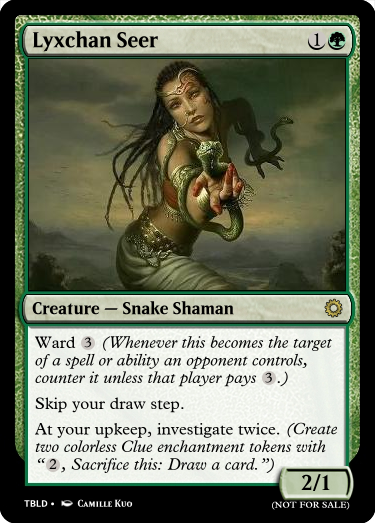 Lyxchan Seer 1
Creature — Snake Shaman
Ward 3 (Whenever this becomes the target
of a spell or ability an opponent controls,
counter it unless that player pays 3.)
Skip your draw step.
At your upkeep, investigate twice. (Create
two colorless Clue enchantment tokens with
“2, Sacrifice this: Draw a card.”)
2/1
TBLD • Camille Kuo
(NOT FOR SALE)